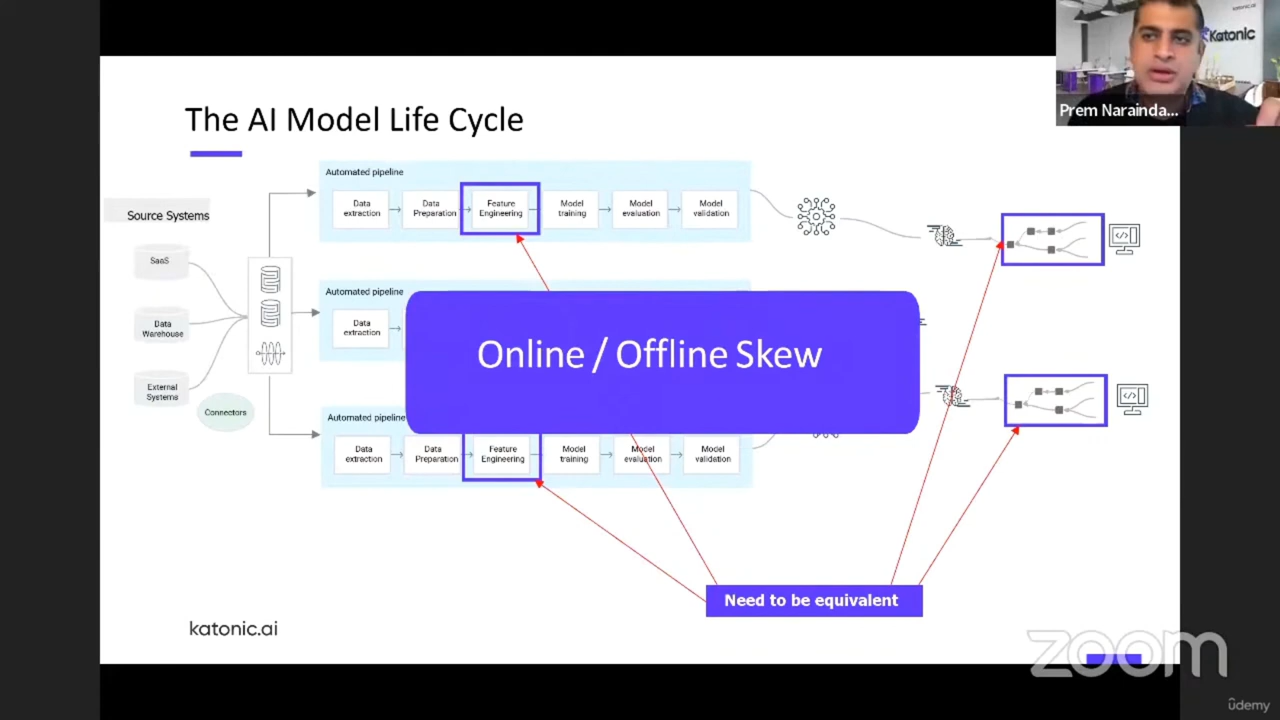 katonic.ai
Katonic
Prem Narainda...
The AI Model Life Cycle
Source Systems
SaaS
Data
Warehouse
External
Systems
Connectors
Automated pipeline
Data
extraction
Data
Preparation
Feature
Engineering
Model
training
Model
evaluation
Model
validation
Automated pipeline
Data
extraction
Online / Offline Skew
Automated pipeline
Data
extraction
Data
Preparation
Feature
Engineering
Model
training
Model
evaluation
Model
validation
Need to be equivalent
katonic.ai
zoom
ûdemy